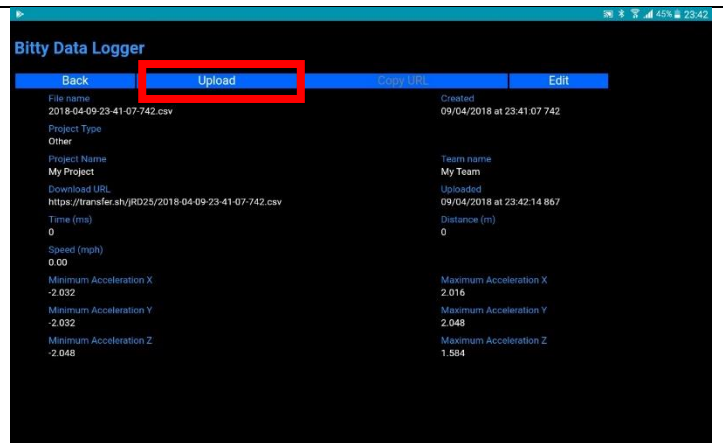 45% 23:42
Bitty Data Logger
Back Upload Copy URL Edit
File name Created
2018-04-09-23-41-07-742.csv 09/04/2018 at 23:41:07 742
Project Type
Other
Project Name Team name
My Project My Team
Download URL Uploaded
https://transfer.sh/jRD25/2018-04-09-23-41-07-742.csv 09/04/2018 at 23:42:14 867
Time (ms) Distance (m)
0 0
Speed (mph)
0.00
Minimum Acceleration X Maximum Acceleration X
-2.032 2.016
Minimum Acceleration Y Maximum Acceleration Y
-2.032 2.048
Minimum Acceleration Z Maximum Acceleration Z
-2.048 1.584